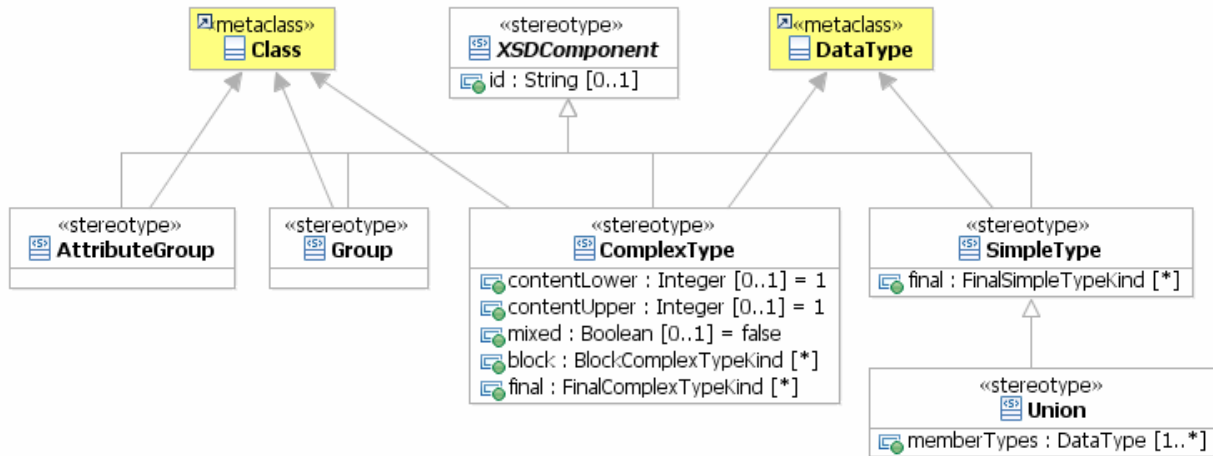 «metaclass»
Class
«stereotype»
XSDComponent
id : String [0..1]
«metaclass»
DataType
«stereotype»
AttributeGroup
«stereotype»
Group
«stereotype»
ComplexType
contentLower : Integer [0..1] = 1
contentUpper : Integer [0..1] = 1
mixed : Boolean [0..1] = false
block : BlockComplexTypeKind [*]
final : FinalComplexTypeKind [*]
«stereotype»
SimpleType
final : FinalSimpleTypeKind [*]
«stereotype»
Union
memberTypes : DataType [1..*]